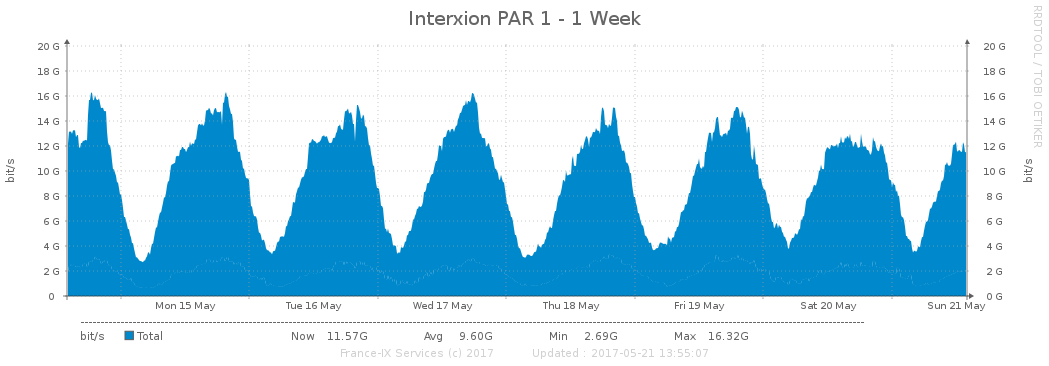 Interxion PAR 1 - 1 Week
RRDTOOL / TOBI OETIKER
20 G 20 G
18 G 18 G
16 G 16 G
14 G 14 G
12 G 12 G
10 G 10 G
8 G 8 G
6 G 6 G
4 G 4 G
2 G 2 G
0 0 G
bit/s bit/s
Mon 15 May Tue 16 May Wed 17 May Thu 18 May Fri 19 May Sat 20 May Sun 21 May
bit/s Total Now 11.57G Avg 9.60G Min 2.69G Max 16.32G
France-IX Services (c) 2017 Updated : 2017-05-21 13:55:07